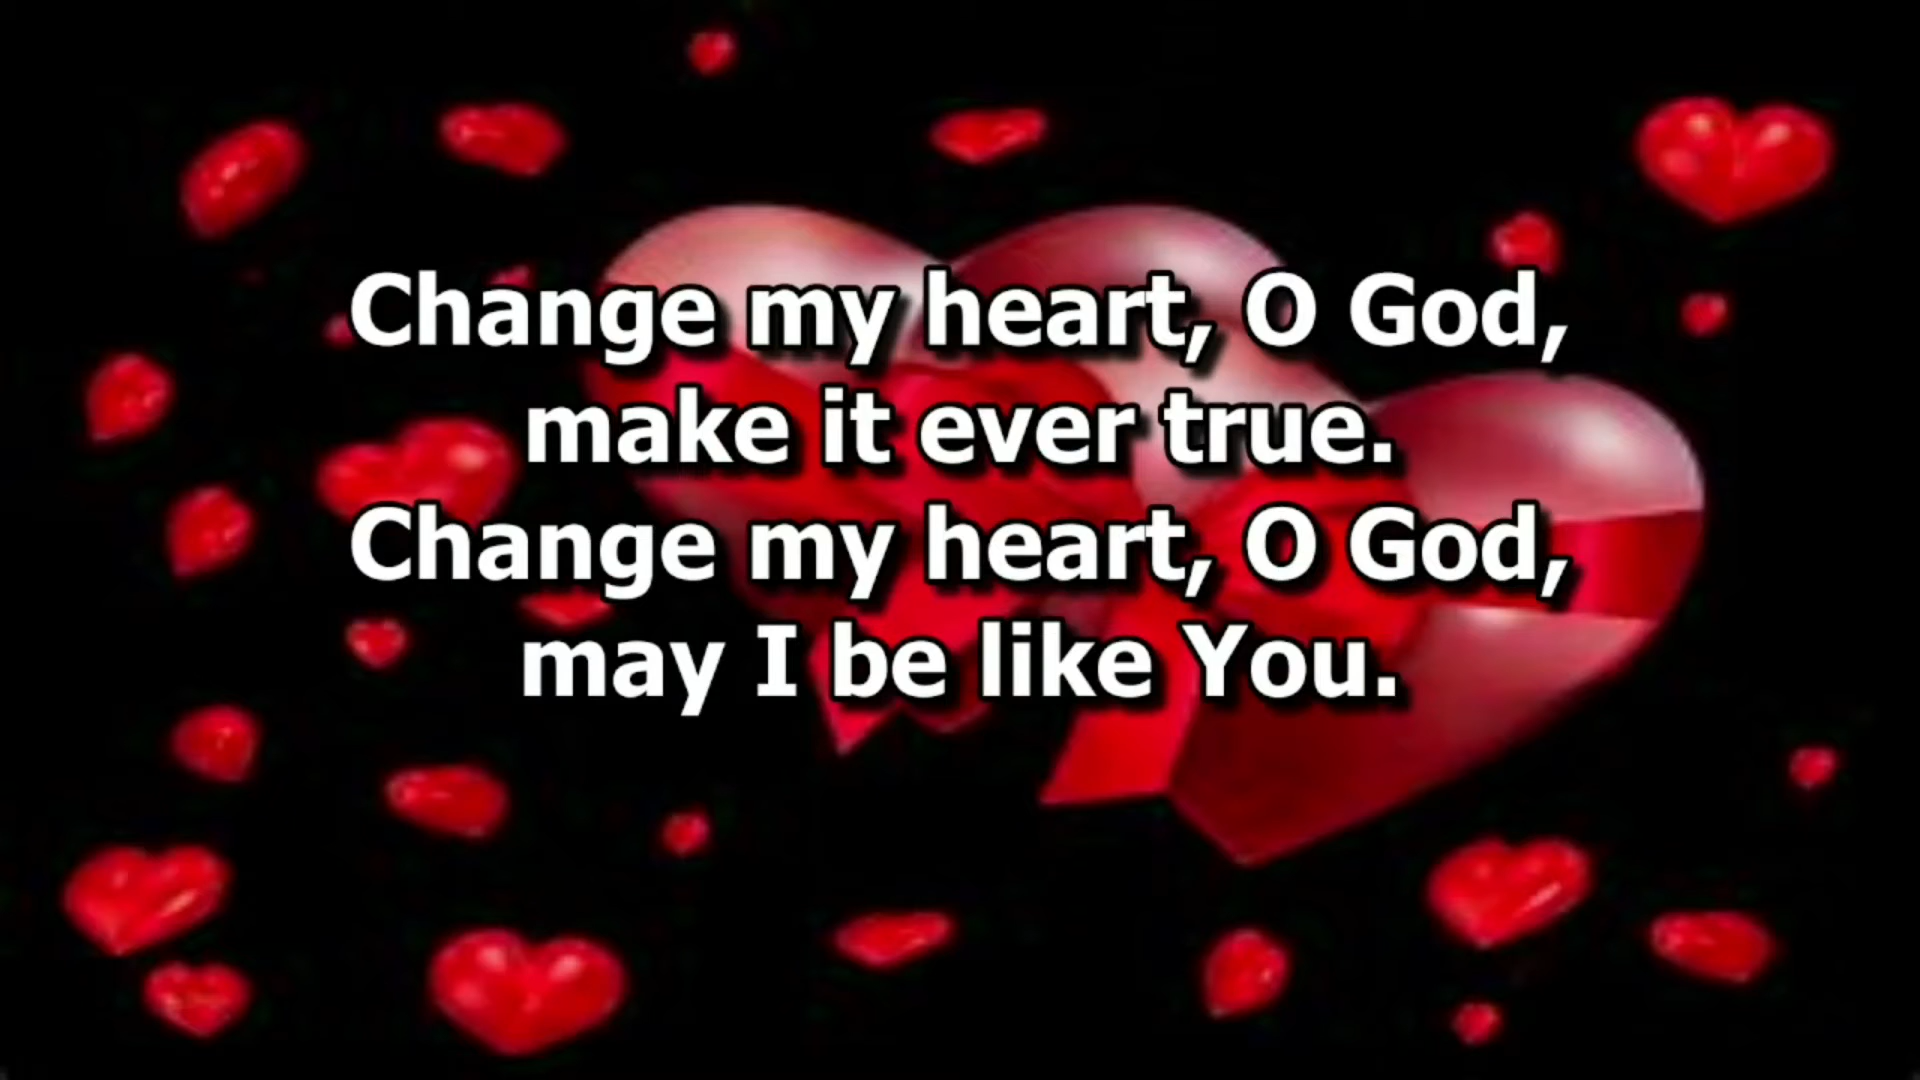 Change my heart, O God,
make it ever true.
Change my heart, O God,
may I be like You.